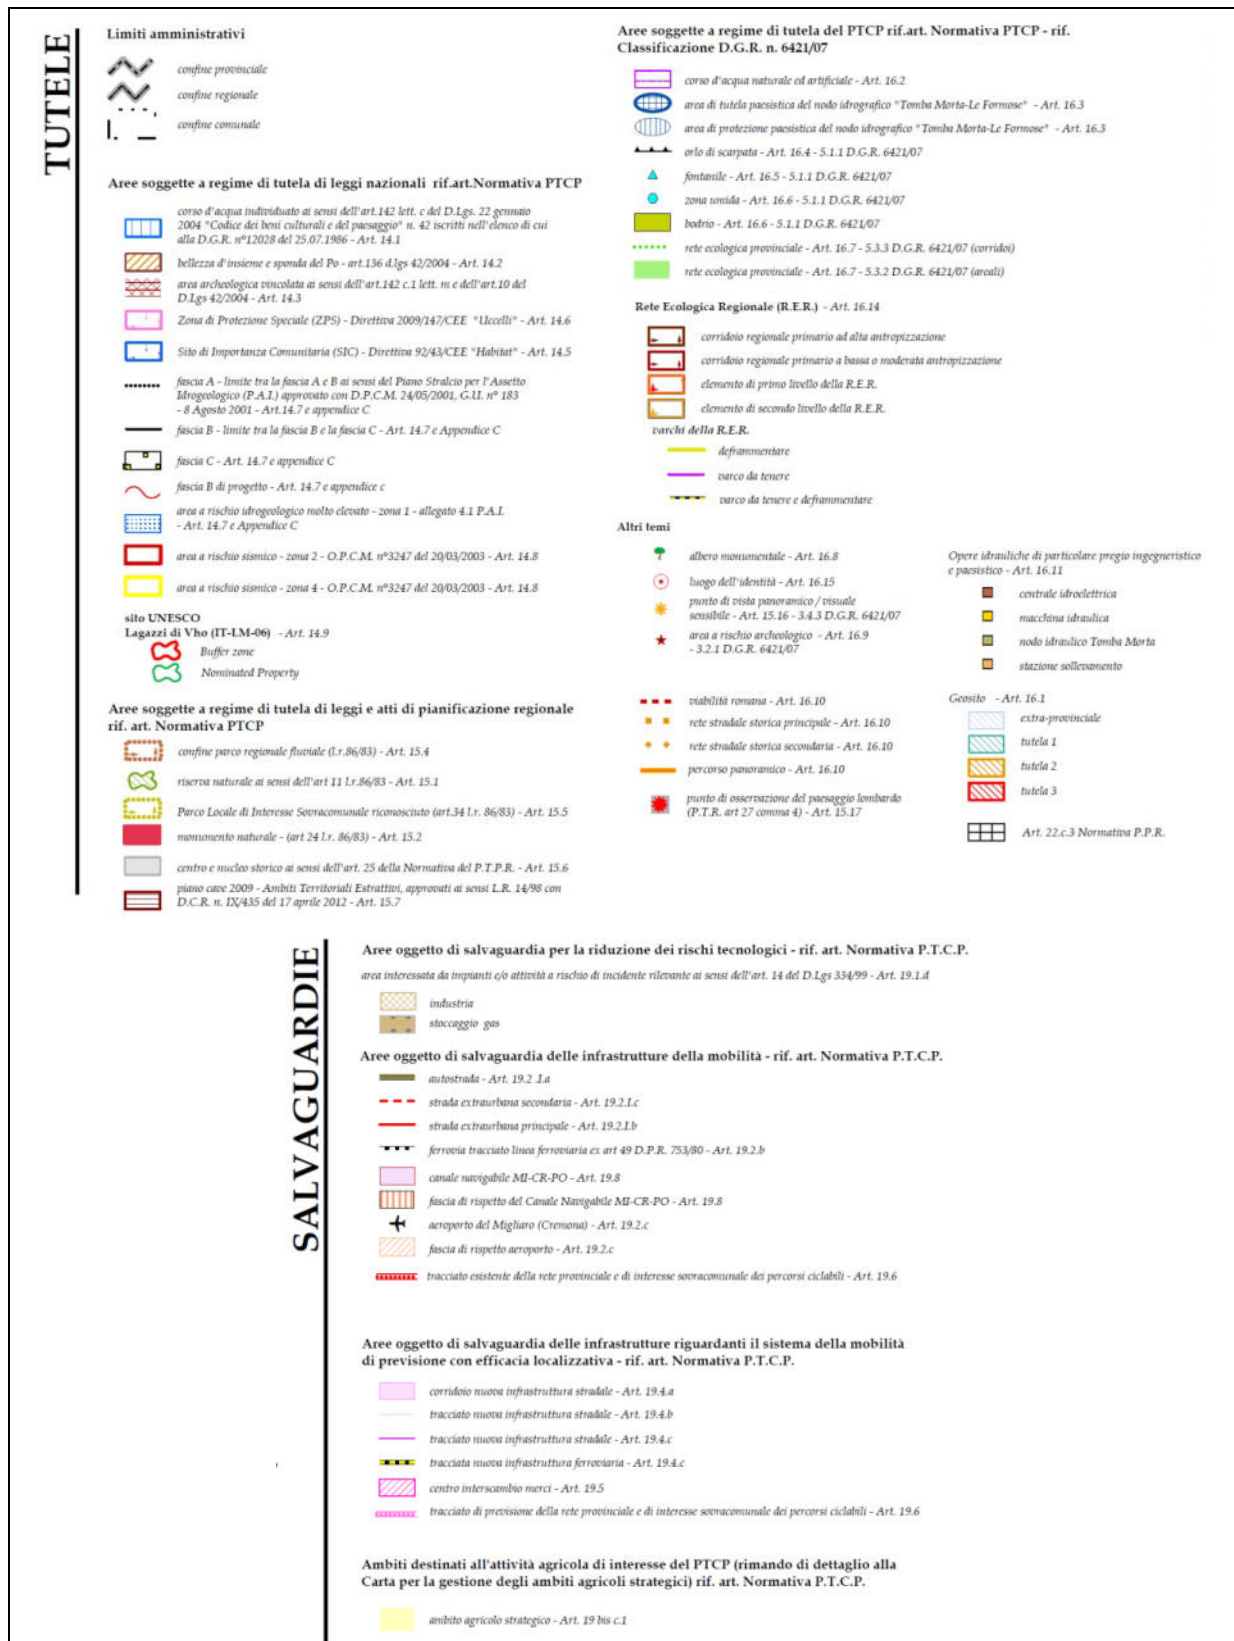 TUTELE
Limiti amministrativi
confine provinciale
confine regionale
confine comunale
Aree soggette a regime di tutela di leggi nazionali rif.art.Normativa PTCP
corso d'acqua individuato ai sensi dell'art.142 lett. c del D.Lgs. 22 gennaio
2004 "Codice dei beni culturali e del paesaggio" n. 42 iscritti nell'elenco di cui
alla D.G.R. n°12028 del 25.07.1986 - Art. 14.1
bellezza d'insieme e sponda del Po - art.136 d.lgs 42/2004 - Art. 14.2
area archeologica vincolata ai sensi dell'art.142 c.1 lett. m e dell'art.10 del
D.Lgs 42/2004 - Art. 14.3
Zona di Protezione Speciale (ZPS) - Direttiva 2009/147/CEE "Uccelli" - Art. 14.6
Sito di Importanza Comunitaria (SIC) - Direttiva 92/43/CEE "Habitat" - Art. 14.5
fascia A - limite tra la fascia A e B ai sensi del Piano Stralcio per l'Assetto
Idrogeologico (P.A.I.) approvato con D.P.C.M. 24/05/2001, G.U. n° 183
- 8 Agosto 2001 - Art.14.7 e appendice C
fascia B - limite tra la fascia B e la fascia C - Art. 14.7 e Appendice C
fascia C - Art. 14.7 e appendice C
fascia B di progetto - Art. 14.7 e appendice c
area a rischio idrogeologico molto elevato - zona 1 - allegato 4.1 P.A.I.
- Art. 14.7 e Appendice C
area a rischio sismico - zona 2 - O.P.C.M. n°3247 del 20/03/2003 - Art. 14.8
area a rischio sismico - zona 4 - O.P.C.M. n°3247 del 20/03/2003 - Art. 14.8
sito UNESCO
Lagazzi di Vho (IT-LM-06) - Art. 14.9
Buffer zone
Nominated Property
Aree soggette a regime di tutela di leggi e atti di pianificazione regionale
rif. art. Normativa PTCP
confine parco regionale fluviale (l.r.86/83) - Art. 15.4
riserva naturale ai sensi dell'art 11 l.r.86/83 - Art. 15.1
Parco Locale di Interesse Sovracomunale riconosciuto (art.34 l.r. 86/83) - Art. 15.5
monumento naturale - (art 24 l.r. 86/83) - Art. 15.2
centro e nucleo storico ai sensi dell'art. 25 della Normativa del P.T.P.R. - Art. 15.6
piano cave 2009 - Ambiti Territoriali Estrattivi, approvati ai sensi L.R. 14/98 con
D.C.R. n. IX/435 del 17 aprile 2012 - Art. 15.7
Aree soggette a regime di tutela del PTCP rif.art. Normativa PTCP - rif.
Classificazione D.G.R. n. 6421/07
corso d'acqua naturale ed artificiale - Art. 16.2
area di tutela paesistica del nodo idrografico "Tomba Morta-Le Formose" - Art. 16.3
area di protezione paesistica del nodo idrografico "Tomba Morta-Le Formose" - Art. 16.3
orlo di scarpata - Art. 16.4 - 5.1.1 D.G.R. 6421/07
fontanile - Art. 16.5 - 5.1.1 D.G.R. 6421/07
zona umida - Art. 16.6 - 5.1.1 D.G.R. 6421/07
bodrio - Art. 16.6 - 5.1.1 D.G.R. 6421/07
rete ecologica provinciale - Art. 16.7 - 5.3.3 D.G.R. 6421/07 (corridoi)
rete ecologica provinciale - Art. 16.7 - 5.3.2 D.G.R. 6421/07 (areali)
Rete Ecologica Regionale (R.E.R.) - Art. 16.14
corridoio regionale primario ad alta antropizzazione
corridoio regionale primario a bassa o moderata antropizzazione
elemento di primo livello della R.E.R.
elemento di secondo livello della R.E.R.
varchi della R.E.R.
deframmentare
varco da tenere
varco da tenere e deframmentare
Altri temi
albero monumentale - Art. 16.8
luogo dell'identità - Art. 16.15
punto di vista panoramico / visuale
sensibile - Art. 15.16 - 3.4.3 D.G.R. 6421/07
area a rischio archeologico - Art. 16.9
- 3.2.1 D.G.R. 6421/07
viabilità romana - Art. 16.10
rete stradale storica principale - Art. 16.10
rete stradale storica secondaria - Art. 16.10
percorso panoramico - Art. 16.10
punto di osservazione del paesaggio lombardo
(P.T.R. art 27 comma 4) - Art. 15.17
Opere idrauliche di particolare pregio ingegneristico
e paesistico - Art. 16.11
centrale idroelettrica
macchina idraulica
nodo idraulico Tomba Morta
stazione sollevamento
Geosito - Art. 16.1
extra-provinciale
tutela 1
tutela 2
tutela 3
Art. 22.c.3 Normativa P.P.R.
SALVAGUARDIE
Aree oggetto di salvaguardia per la riduzione dei rischi tecnologici - rif. art. Normativa P.T.C.P.
area interessata da impianti e/o attività a rischio di incidente rilevante ai sensi dell'art. 14 del D.Lgs 334/99 - Art. 19.1.d
industria
stoccaggio gas
Aree oggetto di salvaguardia delle infrastrutture della mobilità - rif. art. Normativa P.T.C.P.
autostrada - Art. 19.2 .I.a
strada extraurbana secondaria - Art. 19.2.I.c
strada extraurbana principale - Art. 19.2.I.b
ferrovia tracciato linea ferroviaria ex art 49 D.P.R. 753/80 - Art. 19.2.b
canale navigabile MI-CR-PO - Art. 19.8
fascia di rispetto del Canale Navigabile MI-CR-PO - Art. 19.8
aeroporto del Migliaro (Cremona) - Art. 19.2.c
fascia di rispetto aeroporto - Art. 19.2.c
tracciato esistente della rete provinciale e di interesse sovracomunale dei percorsi ciclabili - Art. 19.6
Aree oggetto di salvaguardia delle infrastrutture riguardanti il sistema della mobilità
di previsione con efficacia localizzativa - rif. art. Normativa P.T.C.P.
corridoio nuova infrastruttura stradale - Art. 19.4.a
tracciato nuova infrastruttura stradale - Art. 19.4.b
tracciato nuova infrastruttura stradale - Art. 19.4.c
tracciata nuova infrastruttura ferroviaria - Art. 19.4.c
centro interscambio merci - Art. 19.5
tracciato di previsione della rete provinciale e di interesse sovracomunale dei percorsi ciclabili - Art. 19.6
Ambiti destinati all'attività agricola di interesse del PTCP (rimando di dettaglio alla
Carta per la gestione degli ambiti agricoli strategici) rif. art. Normativa P.T.C.P.
ambito agricolo strategico - Art. 19 bis c.1